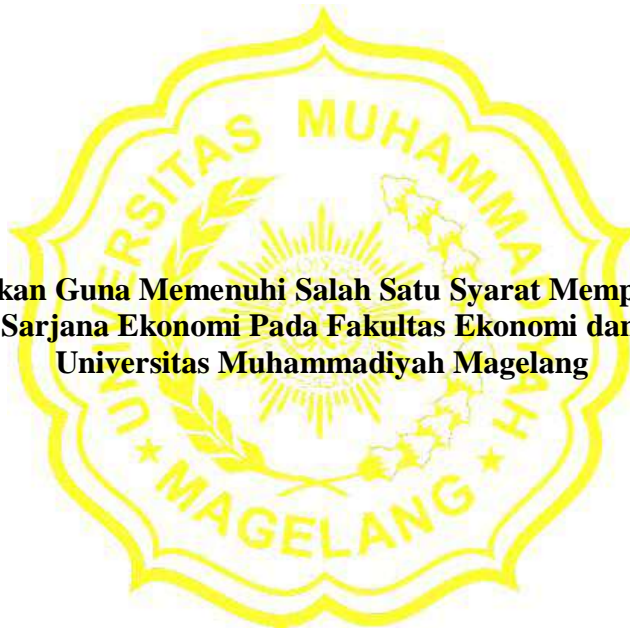 UNIVERSITAS MUHAMMADIYAH
kan Guna Memenuhi Salah Satu Syarat Memp
Sarjana Ekonomi Pada Fakultas Ekonomi dan
Universitas Muhammadiyah Magelang
MAGELANG